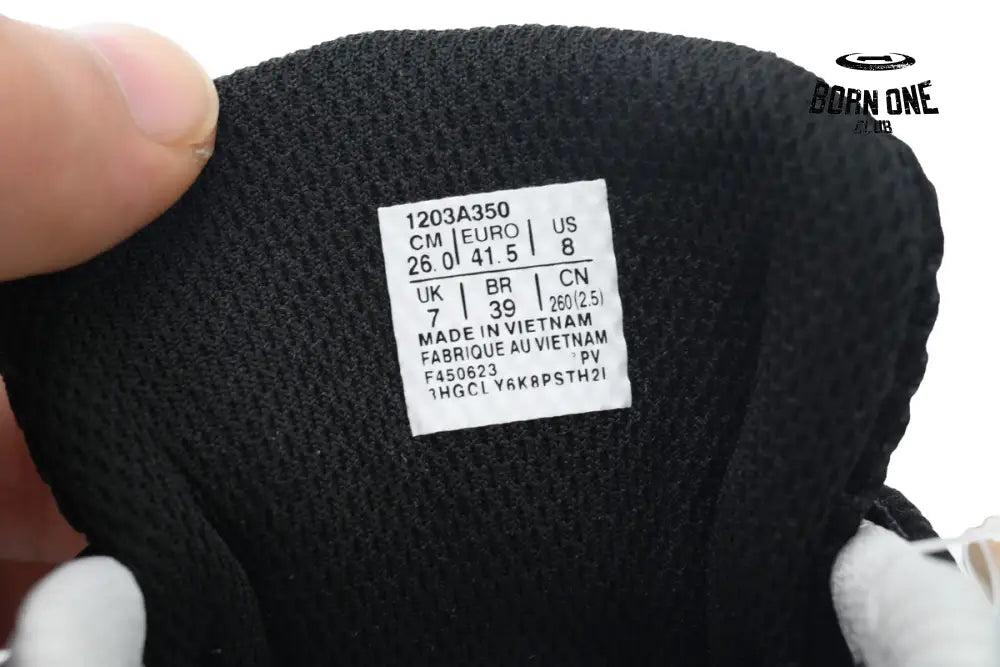 BORN ONE
CLUB
1203A350
CM | EURO | US
26.0 | 41.5 | 8
UK | BR | CN
7 | 39 | 260(2.5)
MADE IN VIETNAM
FABRIQUE AU VIETNAM
F450623 PV